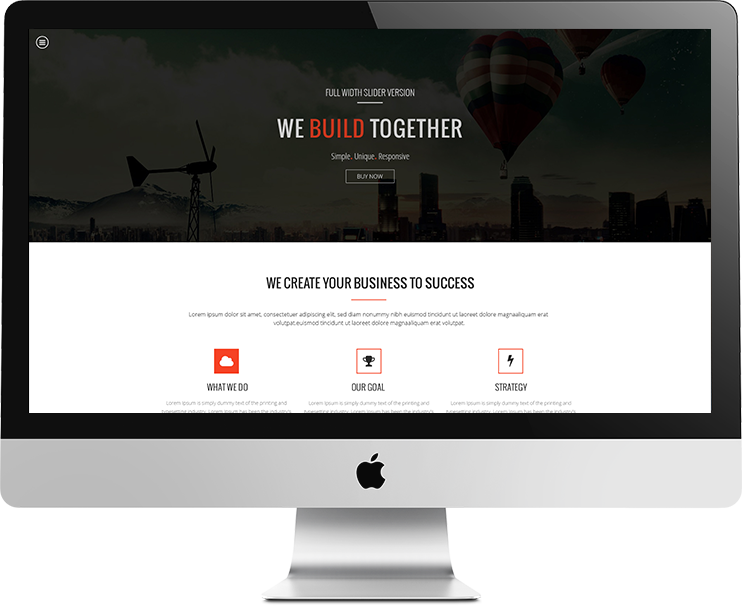 FULL WIDTH SLIDER VERSION
WE BUILD TOGETHER
Simple. Unique. Responsive
BUY NOW
WE CREATE YOUR BUSINESS TO SUCCESS
Lorem ipsum dolor sit amet, consectetuer adipiscing elit, sed diam nonummy nibh euismod tincidunt ut laoreet dolore magnaaliquam erat
volutpat.euismod tincidunt ut laoreet dolore magnaaliquam erat volutpat.
WHAT WE DO
OUR GOAL
STRATEGY
Lorem Ipsum is simply dummy text of the printing and
Lorem Ipsum is simply dummy text of the printing and
Lorem Ipsum is simply dummy text of the printing and
typesetting industry. Lorem Ipsum has been the industry's
typesetting industry. Lorem Ipsum has been the industry's
typesetting industry. Lorem Ipsum has been the industry's